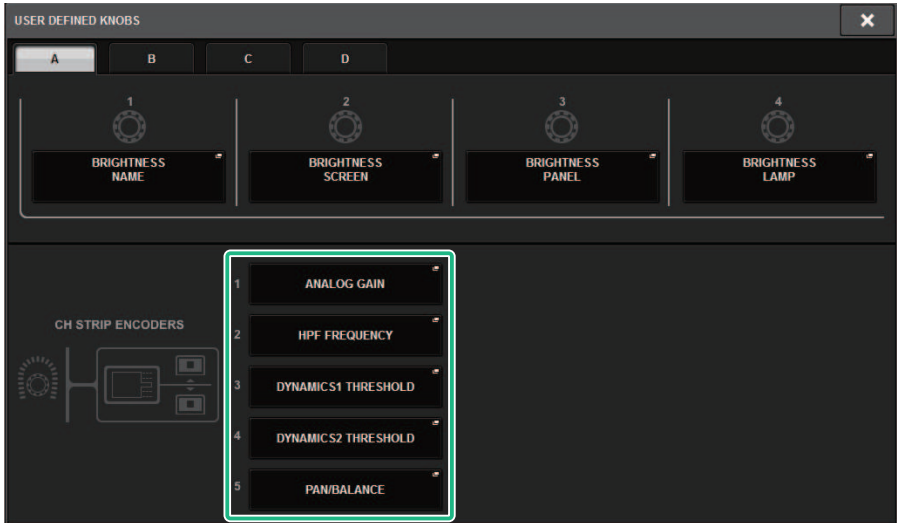 USER DEFINED KNOBS
A B C D
1 2 3 4
BRIGHTNESS BRIGHTNESS BRIGHTNESS BRIGHTNESS
NAME SCREEN PANEL LAMP
1 ANALOG GAIN
CH STRIP ENCODERS
2 HPF FREQUENCY
3 DYNAMICS1 THRESHOLD
4 DYNAMICS2 THRESHOLD
5 PAN/BALANCE